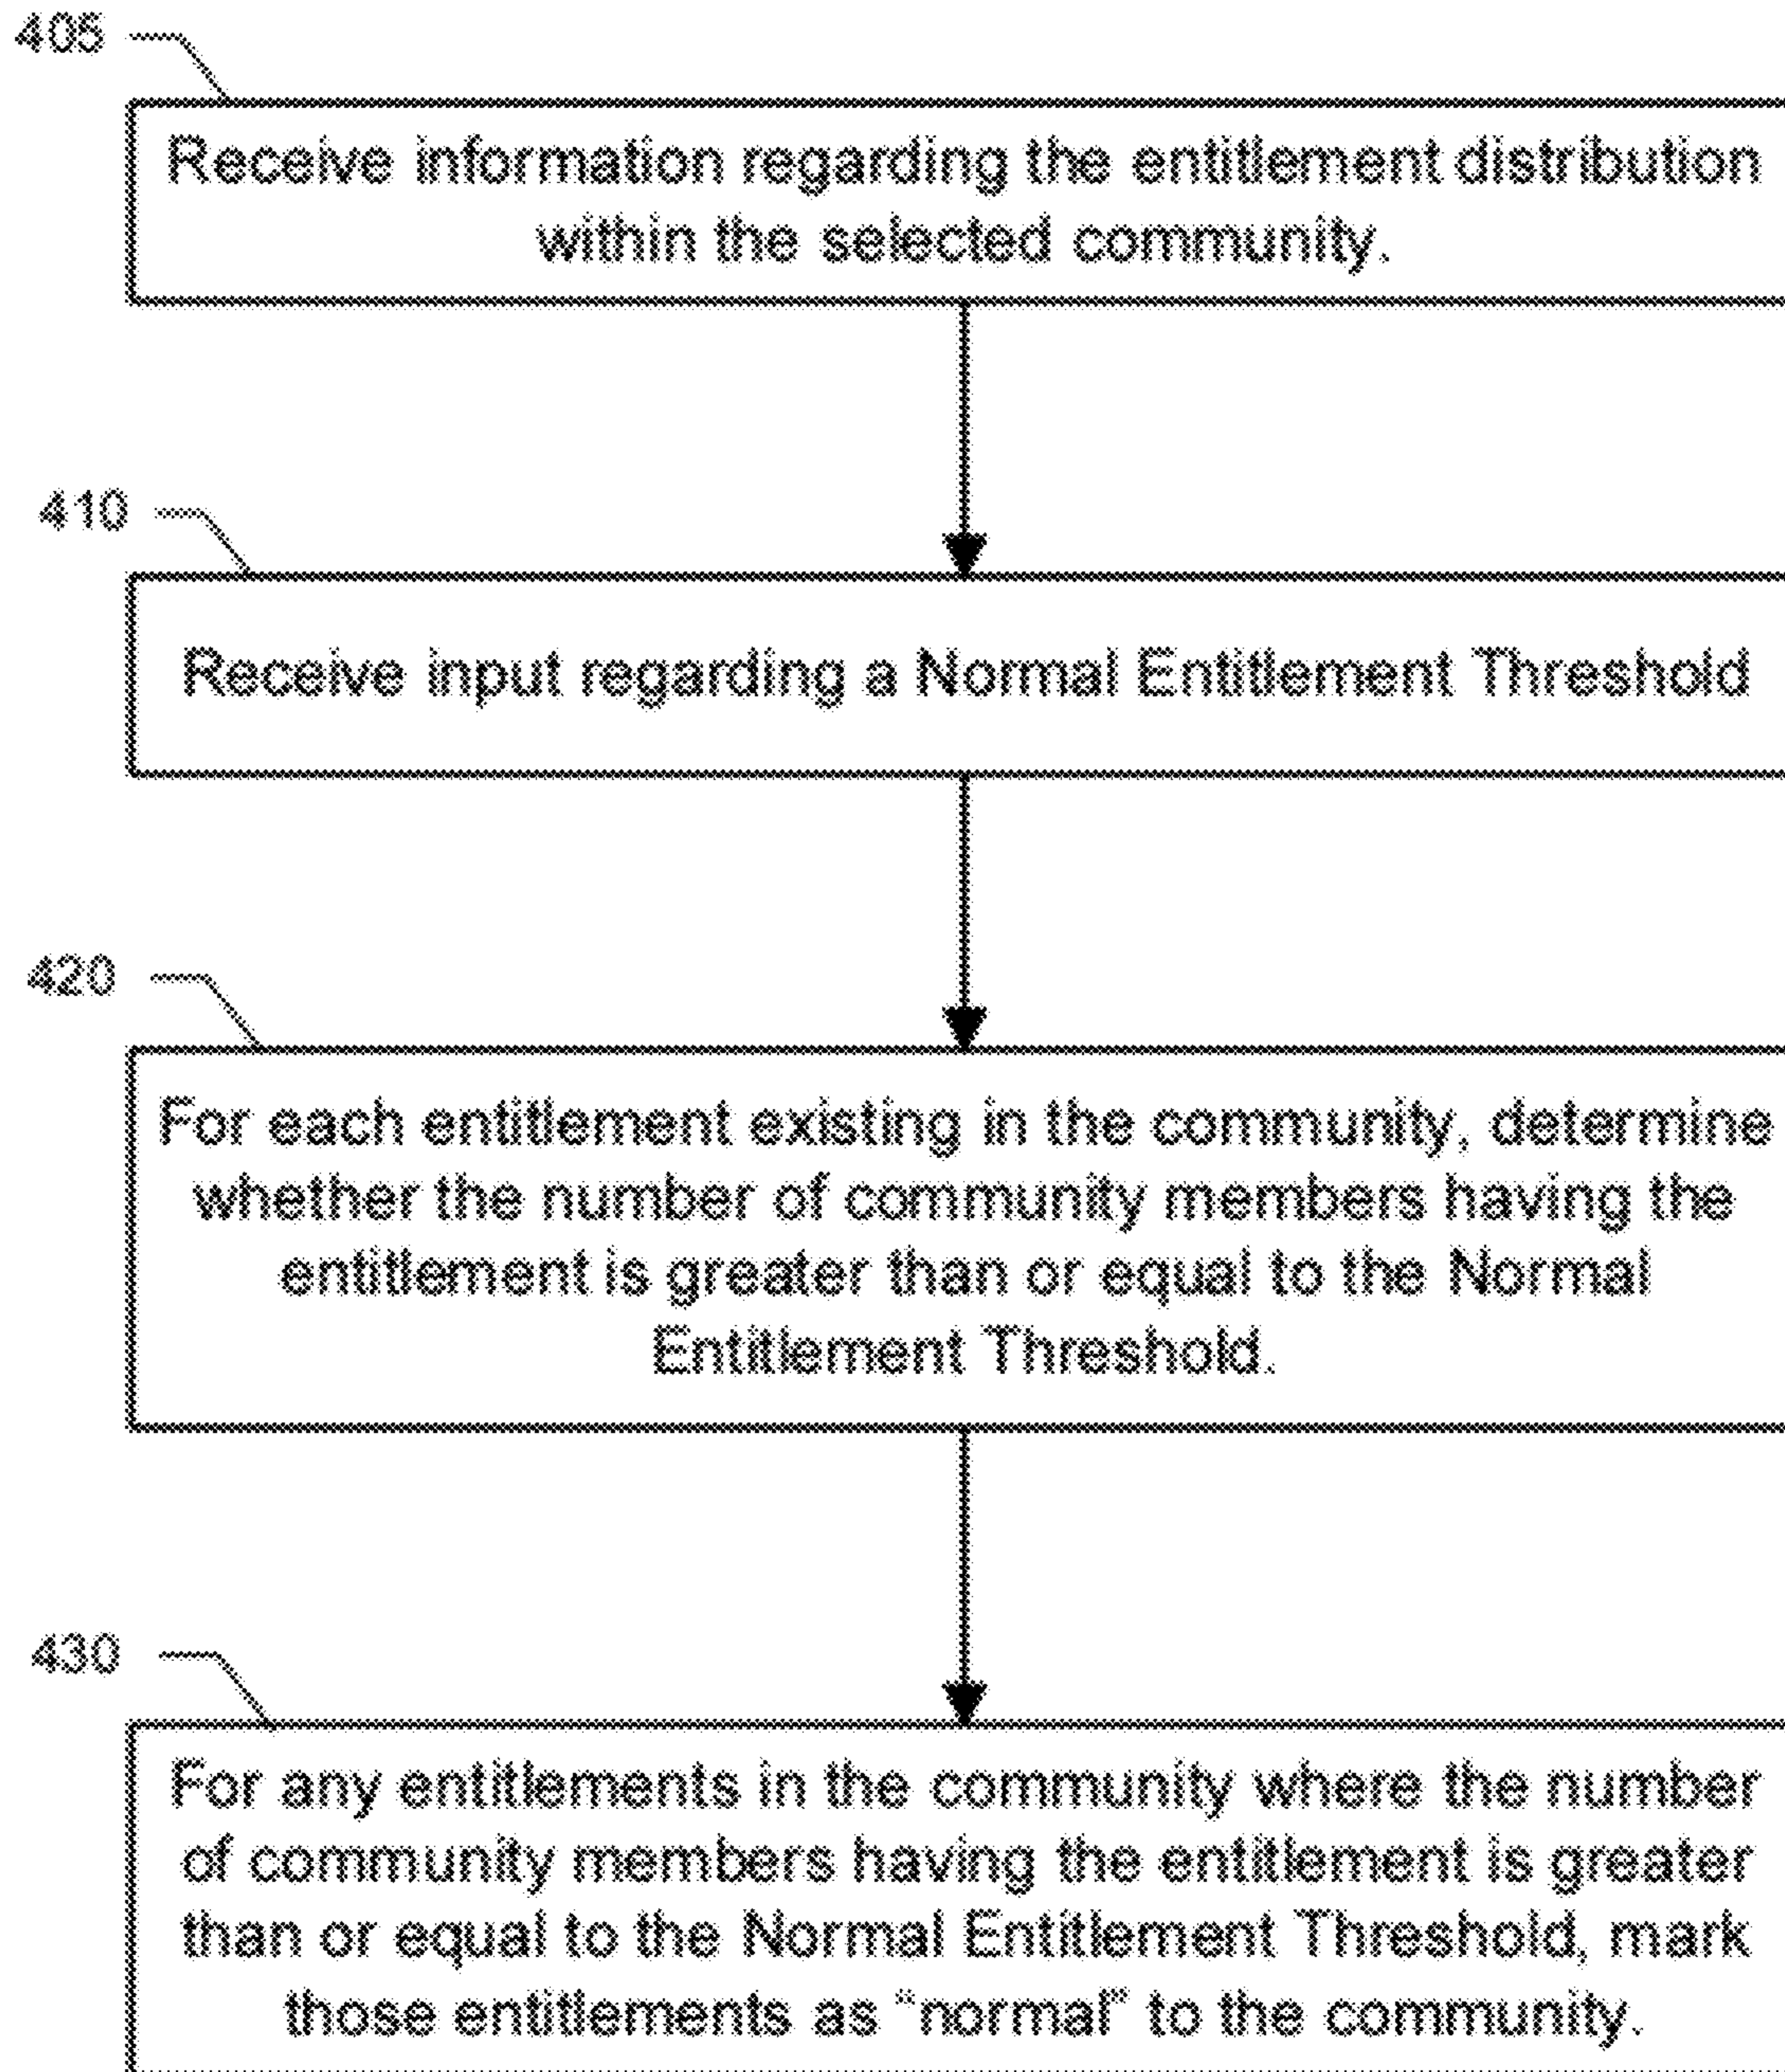 405
Receive information regarding the entitlement distribution
within the selected community.
410
Receive input regarding a Normal Entitlement Threshold
420
For each entitlement existing in the community, determine
whether the number of community members having the
entitlement is greater than or equal to the Normal
Entitlement Threshold.
430
For any entitlements in the community where the number
of community members having the entitlement is greater
than or equal to the Normal Entitlement Threshold, mark
those entitlements as “normal” to the community.